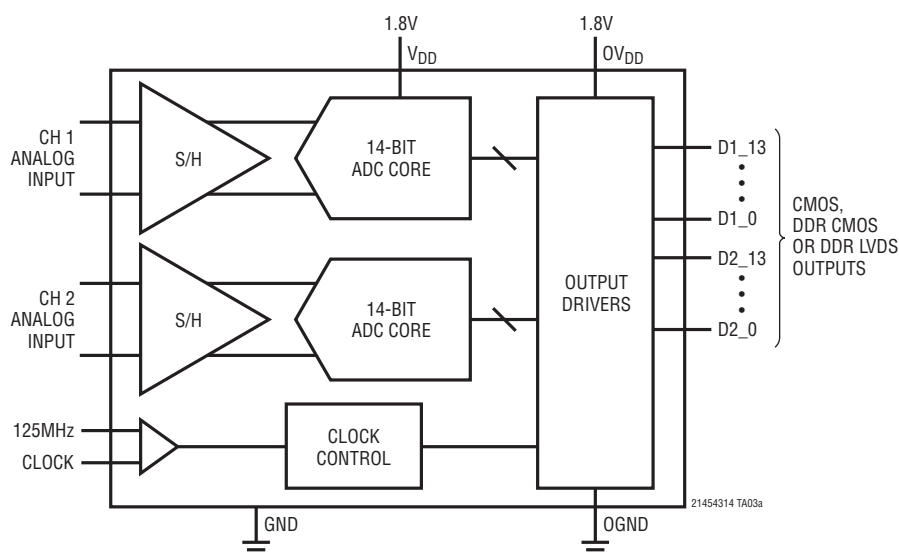 1.8V
1.8V
VDD
OVDD
CH 1
ANALOG
INPUT
S/H
14-BIT
ADC CORE
D1_13
D1_0
CH 2
ANALOG
INPUT
S/H
14-BIT
ADC CORE
OUTPUT
DRIVERS
D2_13
D2_0
CMOS,
DDR CMOS
OR DDR LVDS
OUTPUTS
125MHz
CLOCK
CLOCK
CONTROL
21454314 TA03a
GND
OGND